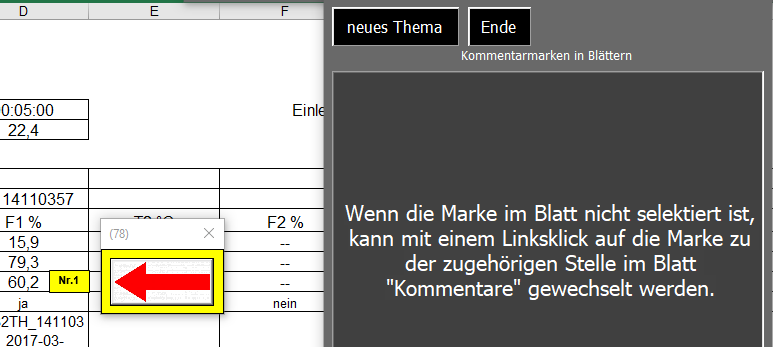 D E F
neues Thema Ende
Kommentarmarken in Blättern
0:05:00 Einle
22,4
14110357
F1 % F2 %
(78)
15,9 --
79,3 --
60,2 Nr.1 --
ja nein
2TH_141103
2017-03-
Wenn die Marke im Blatt nicht selektiert ist,
kann mit einem Linksklick auf die Marke zu
der zugehörigen Stelle im Blatt
"Kommentare" gewechselt werden.